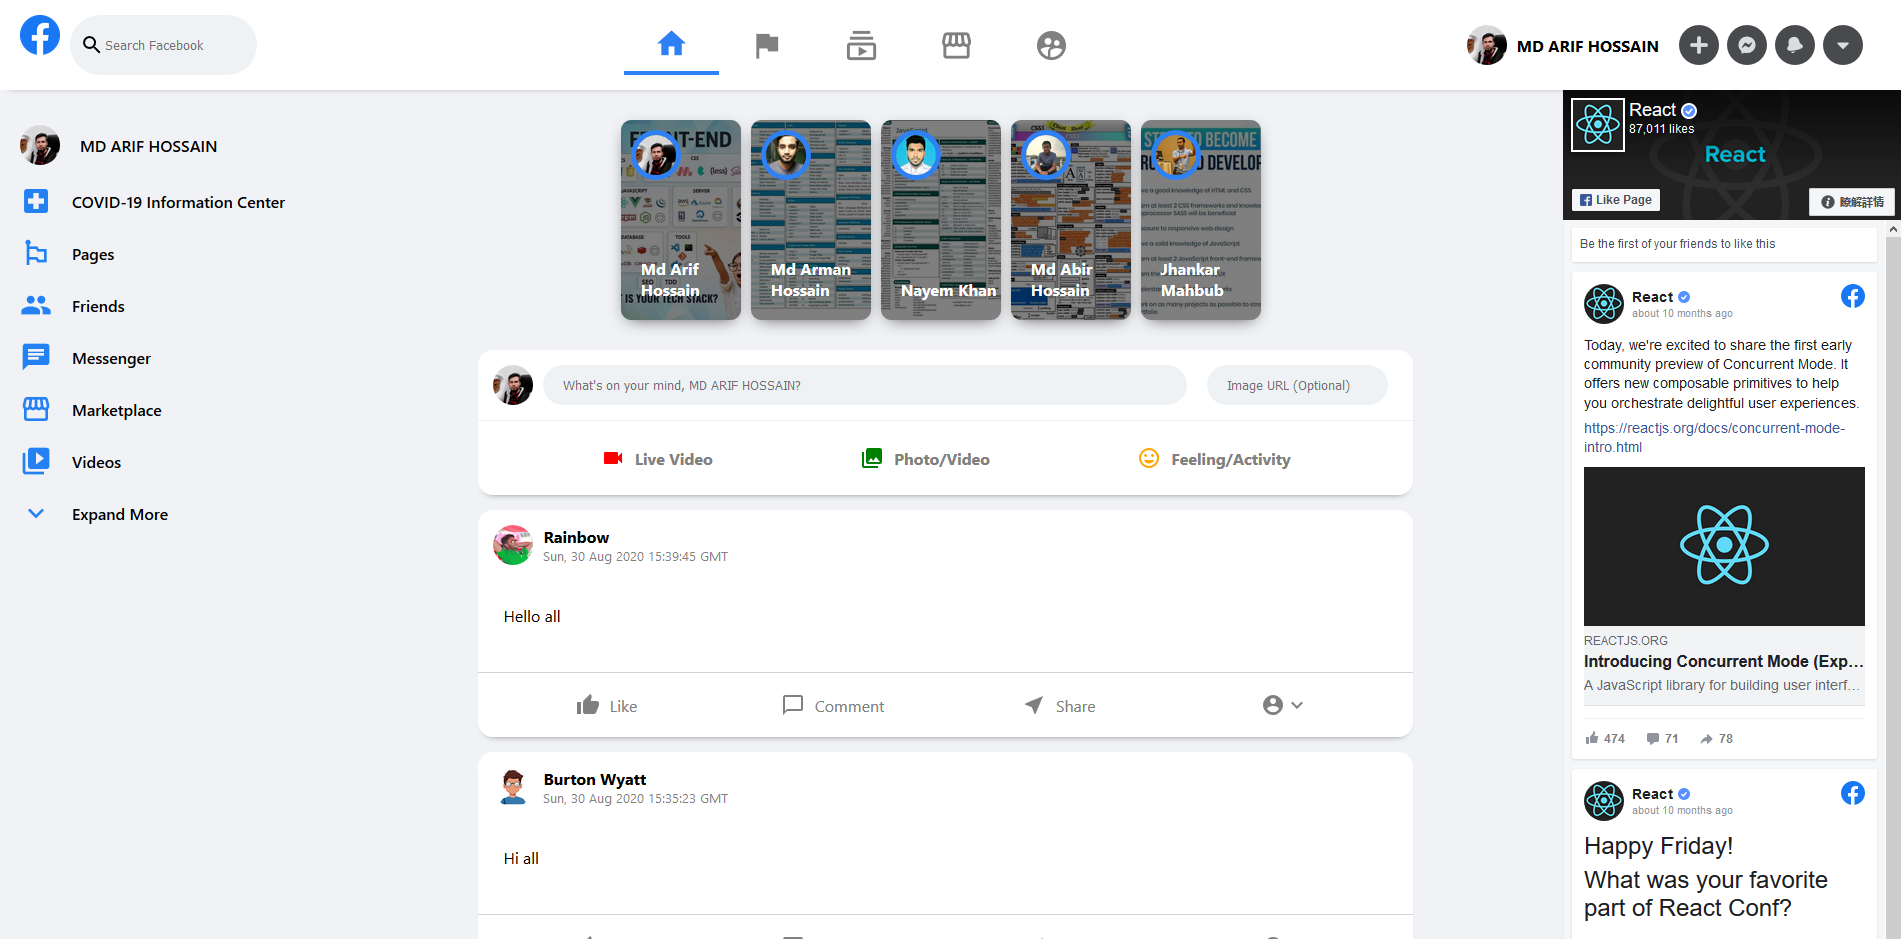 Search Facebook
MD ARIF HOSSAIN
MD ARIF HOSSAIN
COVID-19 Information Center
Pages
Friends
Messenger
Marketplace
Videos
Expand More
Md Arif
Hossain
Md Arman
Hossain
Nayem Khan
Md Abir
Hossain
Jhankar
Mahbub
What's on your mind, MD ARIF HOSSAIN?
Image URL (Optional)
Live Video
Photo/Video
Feeling/Activity
Rainbow
Sun, 30 Aug 2020 15:39:45 GMT
Hello all
Like
Comment
Share
Burton Wyatt
Sun, 30 Aug 2020 15:35:23 GMT
Hi all
React
87,011 likes
React
Like Page
瞭解詳情
Be the first of your friends to like this
React
about 10 months ago
Today, we're excited to share the first early
community preview of Concurrent Mode. It
offers new composable primitives to help
you orchestrate delightful user experiences.
https://reactjs.org/docs/concurrent-mode-
intro.html
REACTJS.ORG
Introducing Concurrent Mode (Exp…
A JavaScript library for building user interf…
474
71
78
React
about 10 months ago
Happy Friday!
What was your favorite
part of React Conf?